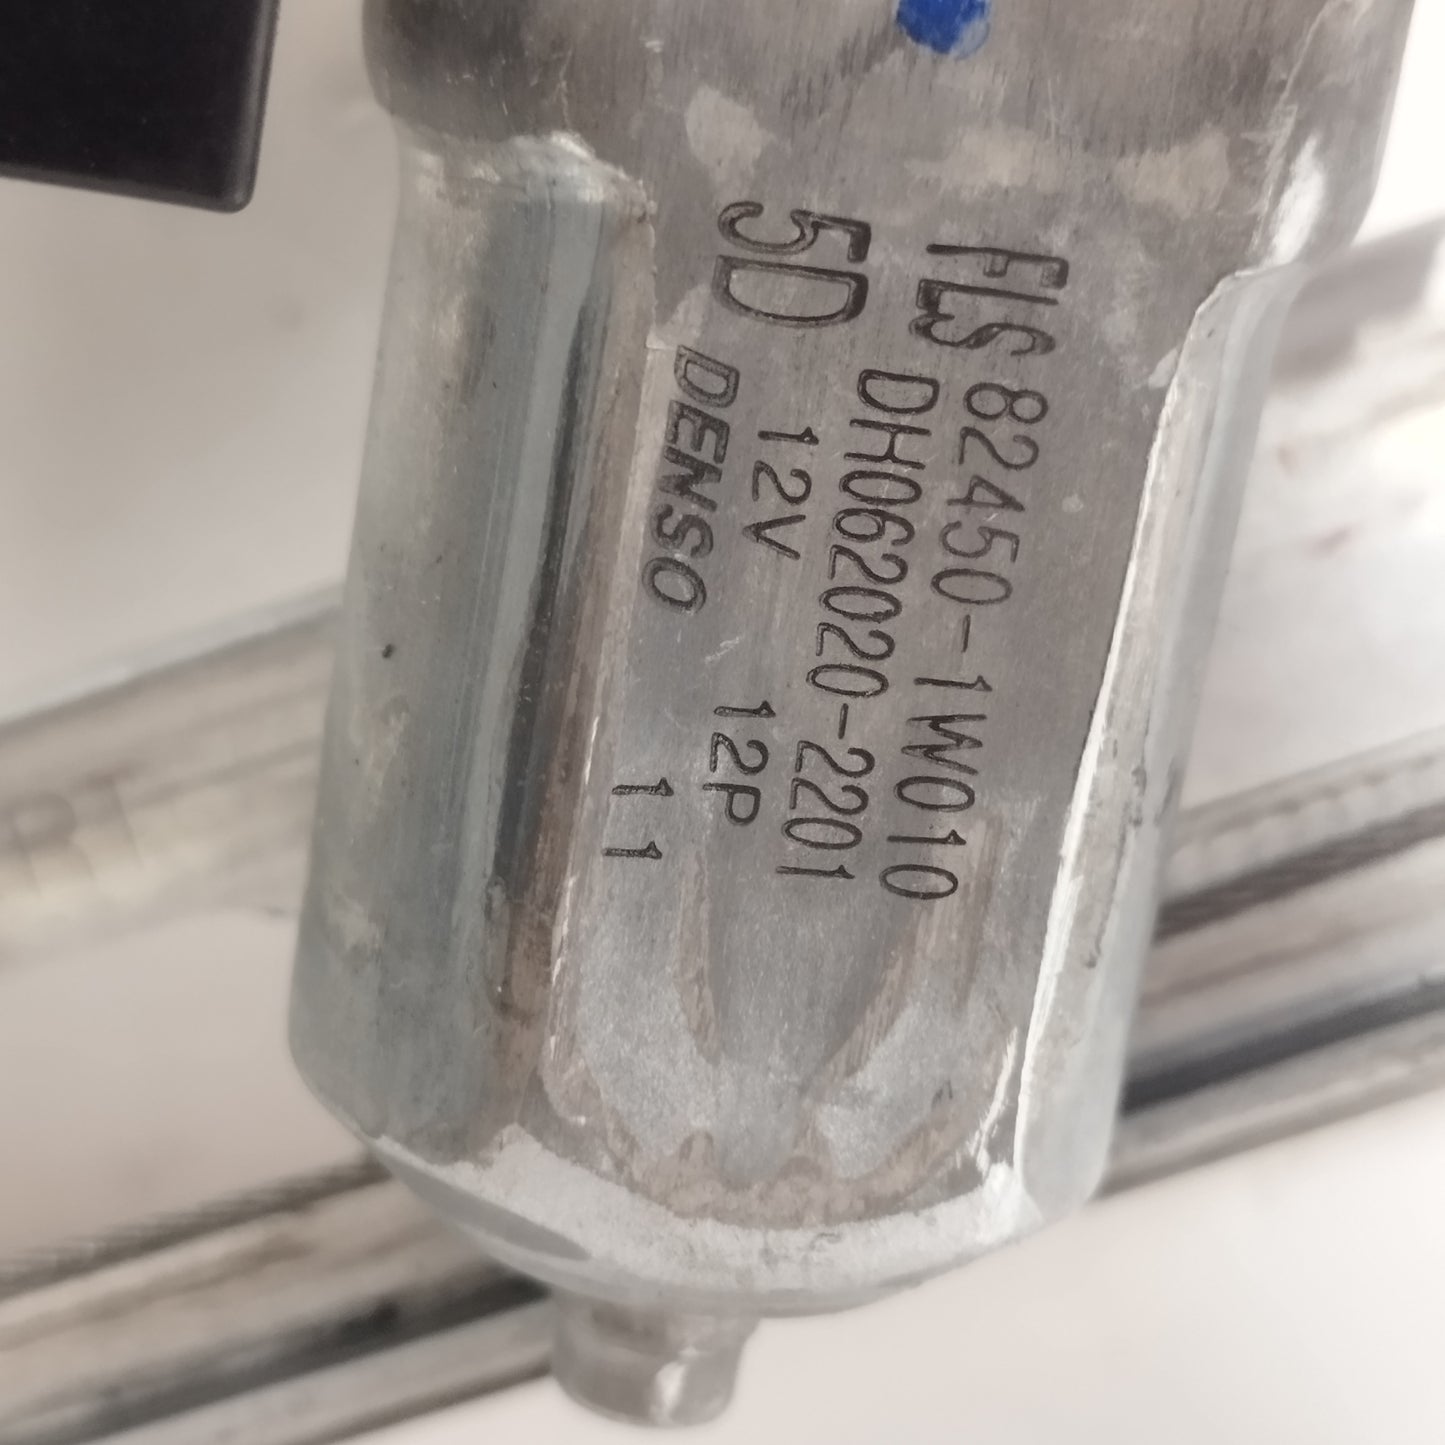 FLS 82450-1W010
5D DH062020-2201
12V 12P
DENSO 11